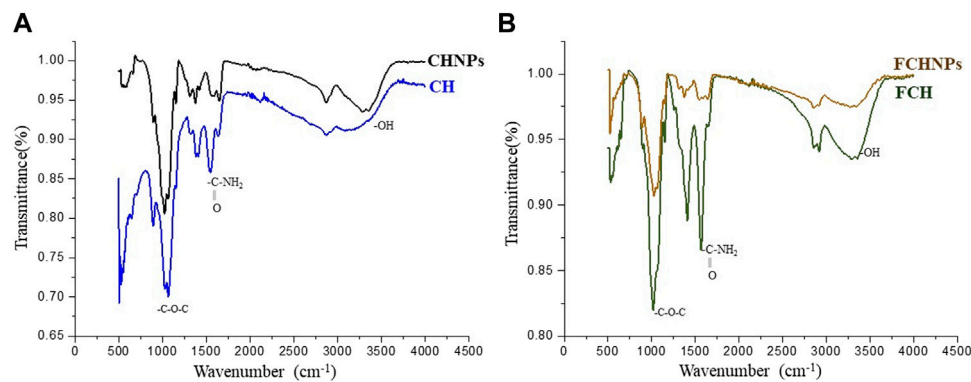 A
CHNPs
CH
-OH
-C-NH₂
||
O
-C-O-C
Transmittance(%)
1.00
0.95
0.90
0.85
0.80
0.75
0.70
0.65
0 500 1000 1500 2000 2500 3000 3500 4000 4500
Wavenumber (cm⁻¹)
B
FCHNPs
FCH
-OH
-C-NH₂
||
O
-C-O-C
Transmittance(%)
1.00
0.95
0.90
0.85
0.80
0 500 1000 1500 2000 2500 3000 3500 4000 4500
Wavenumber (cm⁻¹)